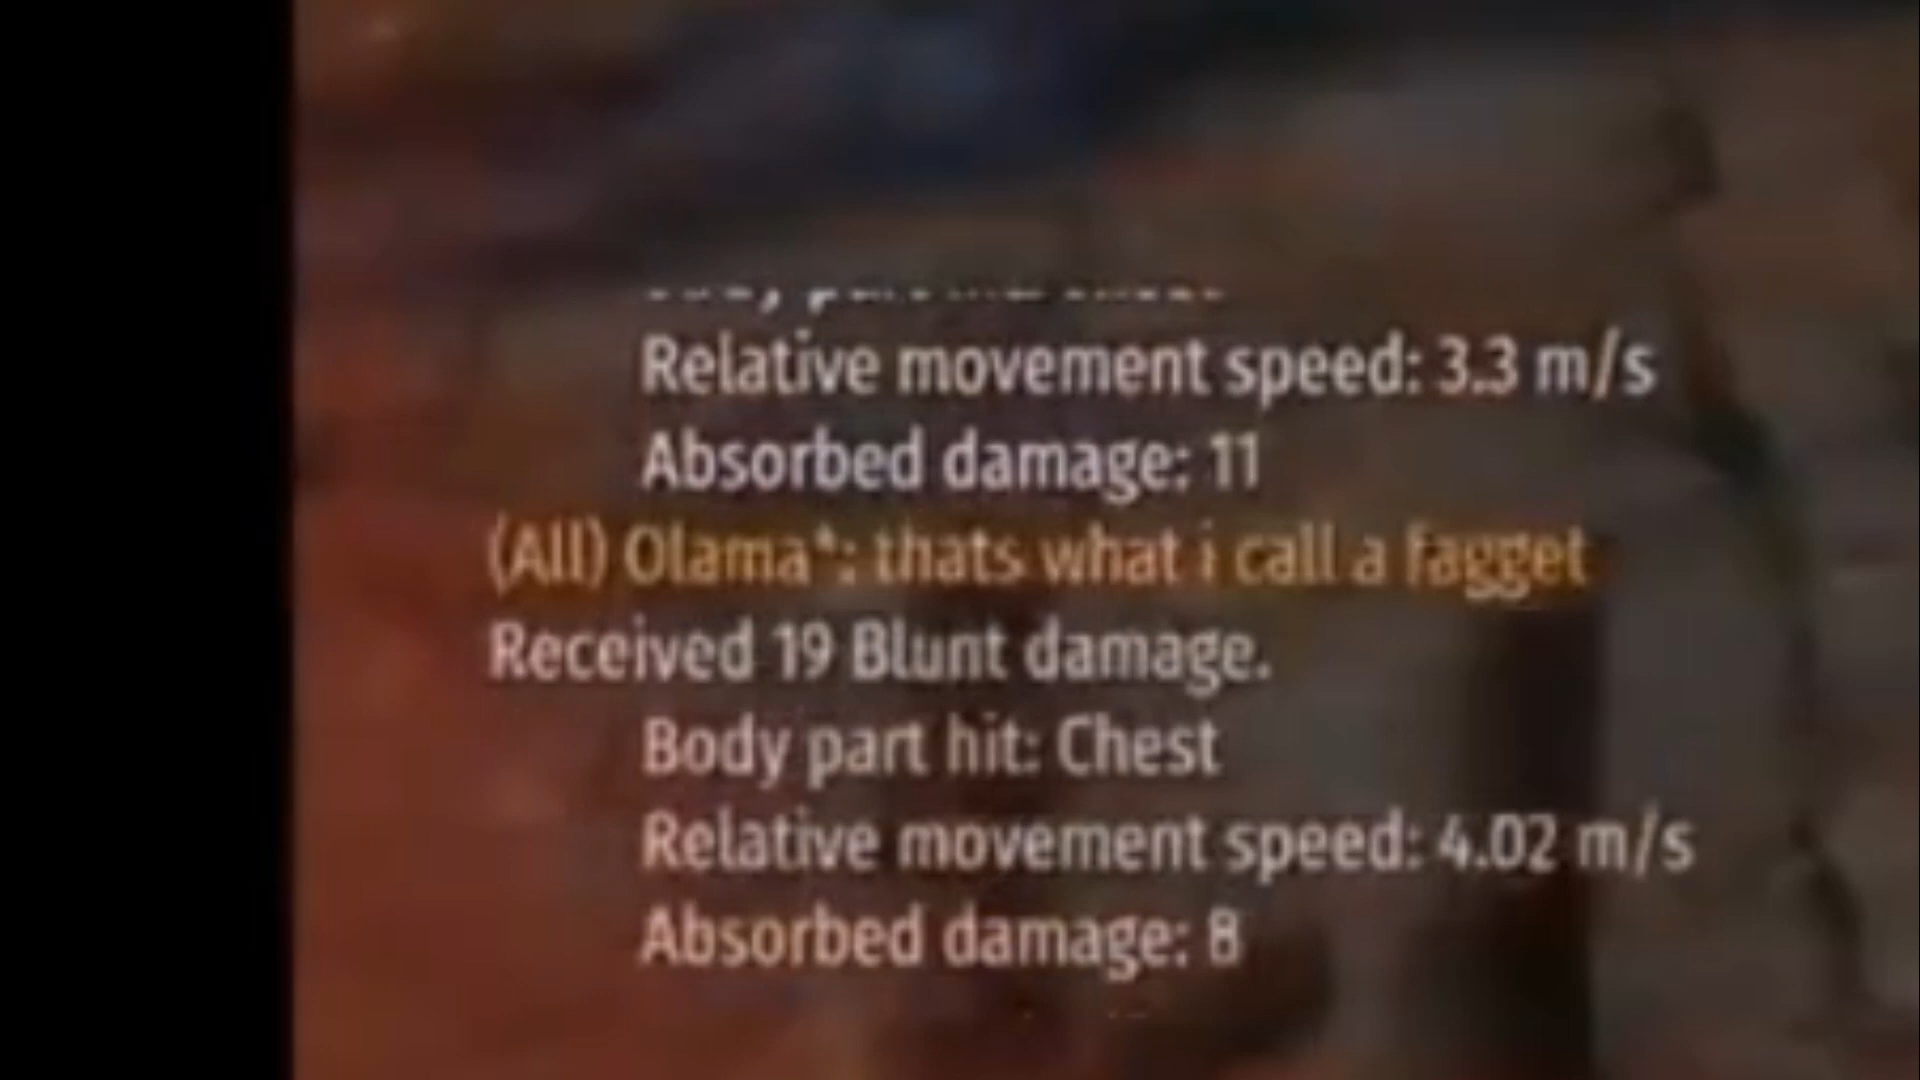 Relative movement speed: 3.3 m/s
Absorbed damage: 11
(All) Olama*: thats what i call a fagget
Received 19 Blunt damage.
Body part hit: Chest
Relative movement speed: 4.02 m/s
Absorbed damage: 8